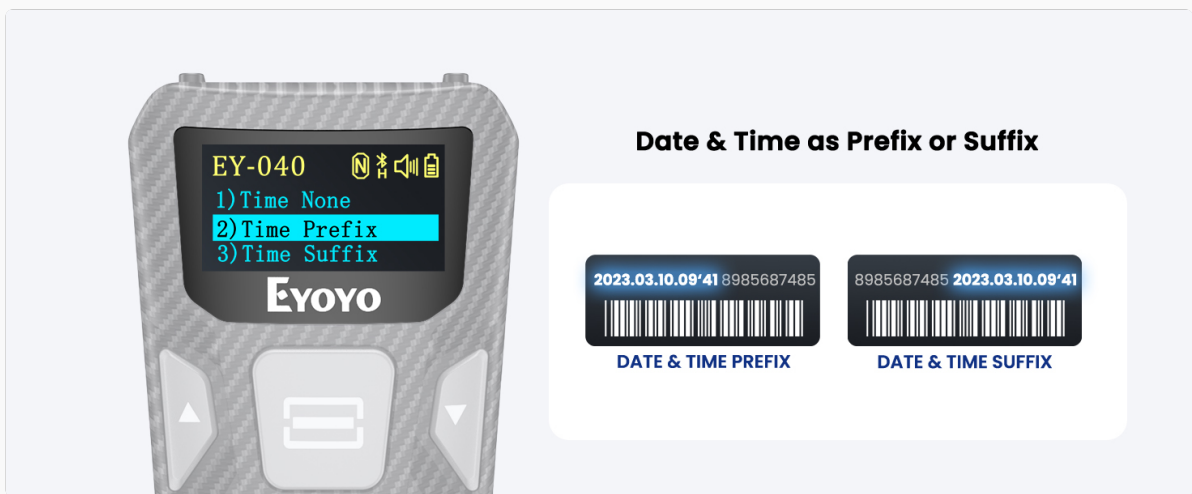 EY-040
1)Time None
2)Time Prefix
3)Time Suffix
EYOYO
Date & Time as Prefix or Suffix
2023.03.10.09‘41 8985687485
DATE & TIME PREFIX
8985687485 2023.03.10.09‘41
DATE & TIME SUFFIX